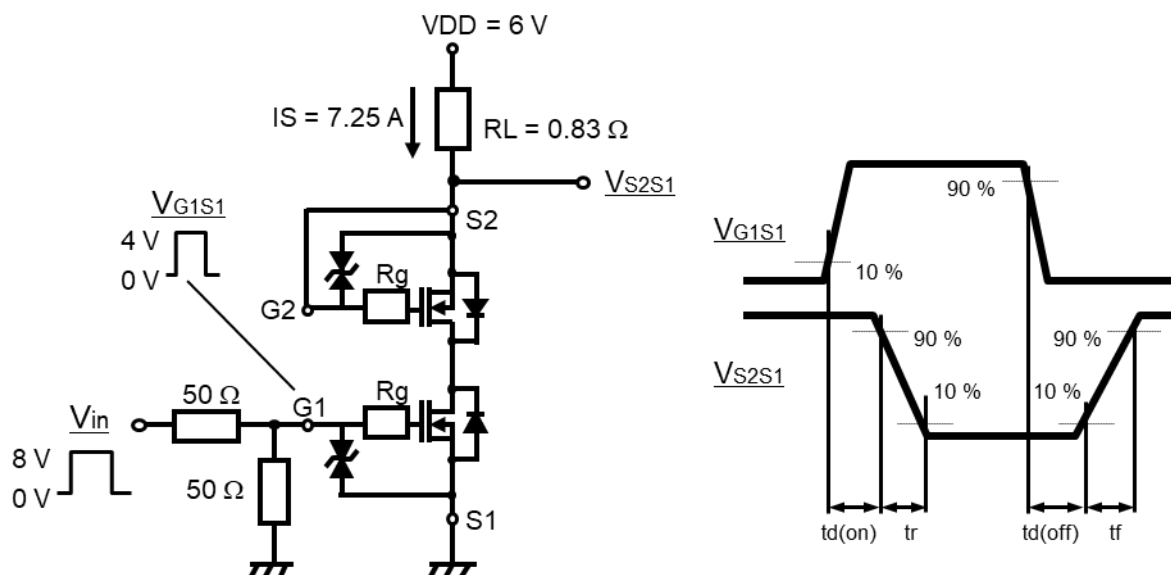 VDD = 6 V
IS = 7.25 A
RL = 0.83 Ω
VS2S1
VG1S1
4 V
0 V
S2
Rg
G2
Rg
G1
50 Ω
Vin
8 V
0 V
50 Ω
S1
90 %
VG1S1
10 %
90 %
90 %
VS2S1
10 %
10 %
td(on)
tr
td(off)
tf